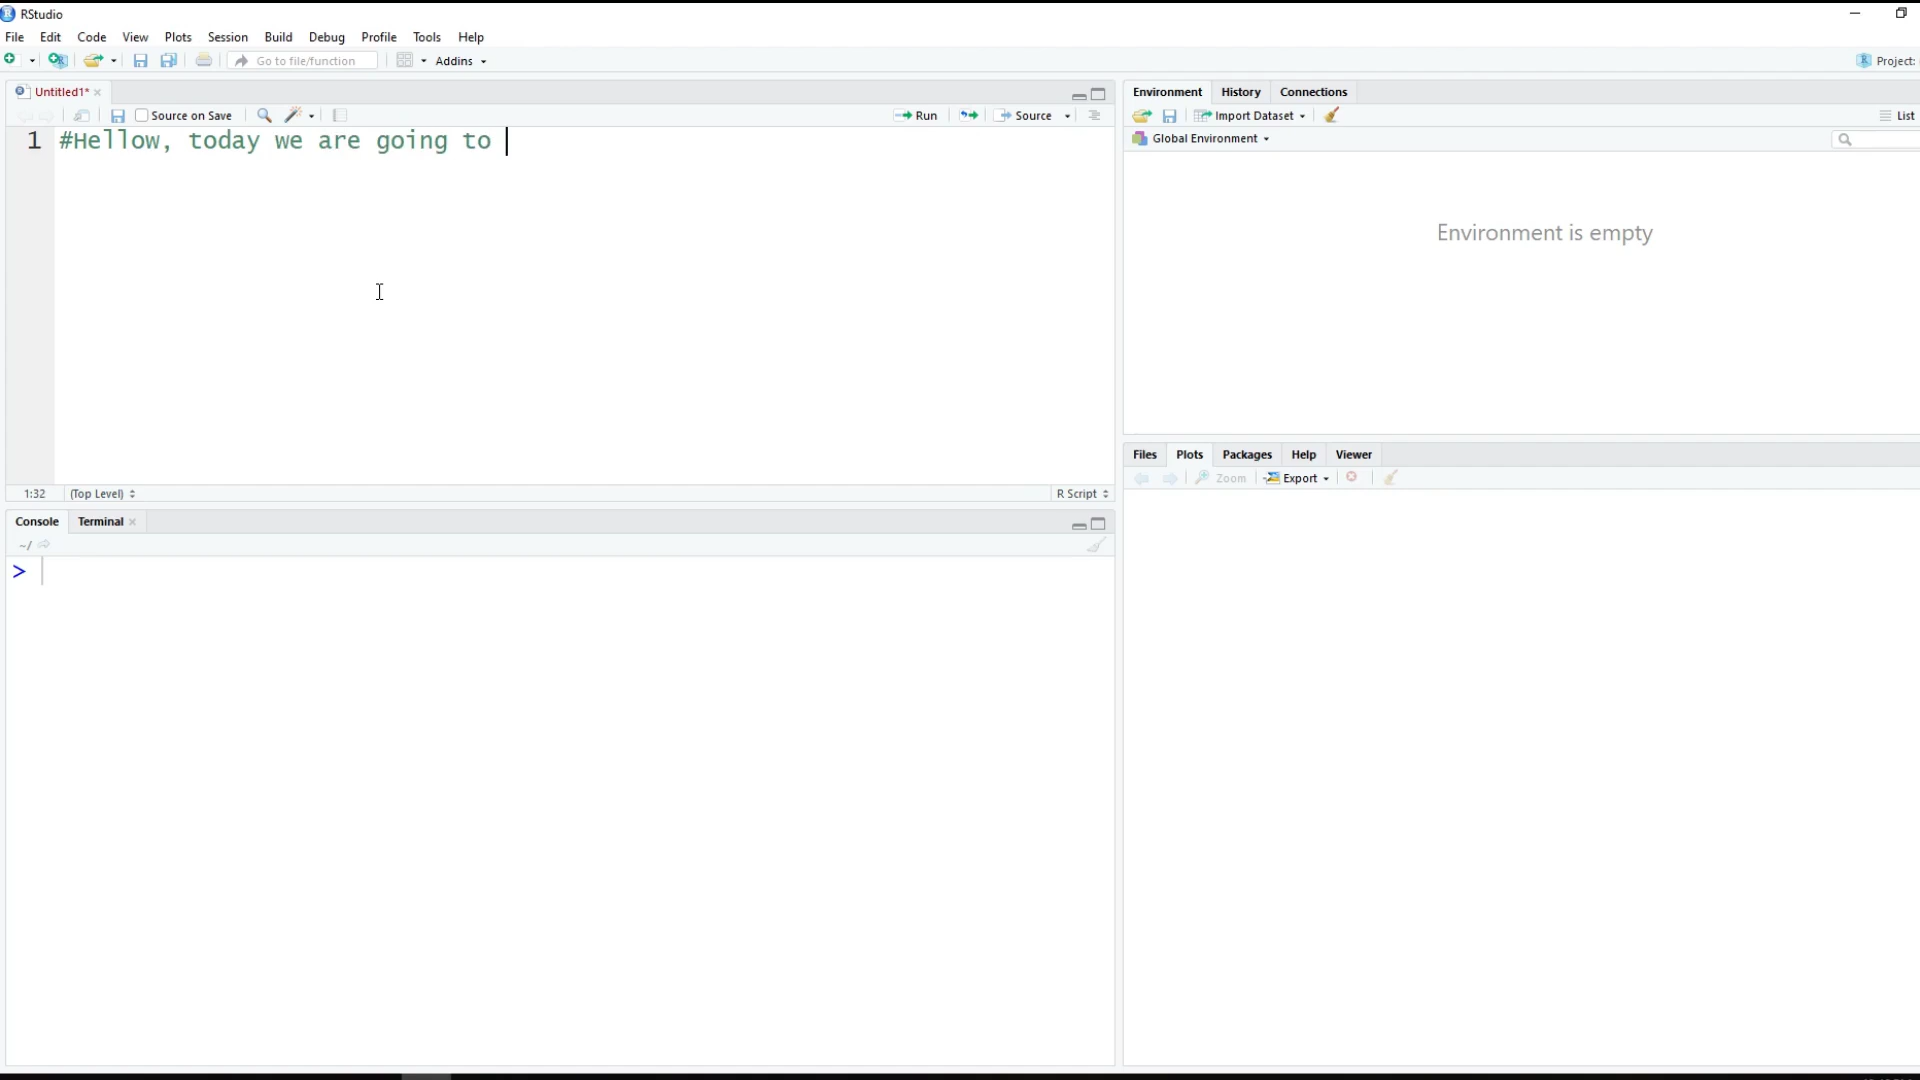 RStudio
File Edit Code View Plots Session Build Debug Profile Tools Help
Go to file/function Addins Project:
Untitled1*
Source on Save Run Source
1 #Hellow, today we are going to
1:32 (Top Level) R Script
Console Terminal
~/
>
Environment History Connections
Import Dataset List
Global Environment
Environment is empty
Files Plots Packages Help Viewer
Zoom Export